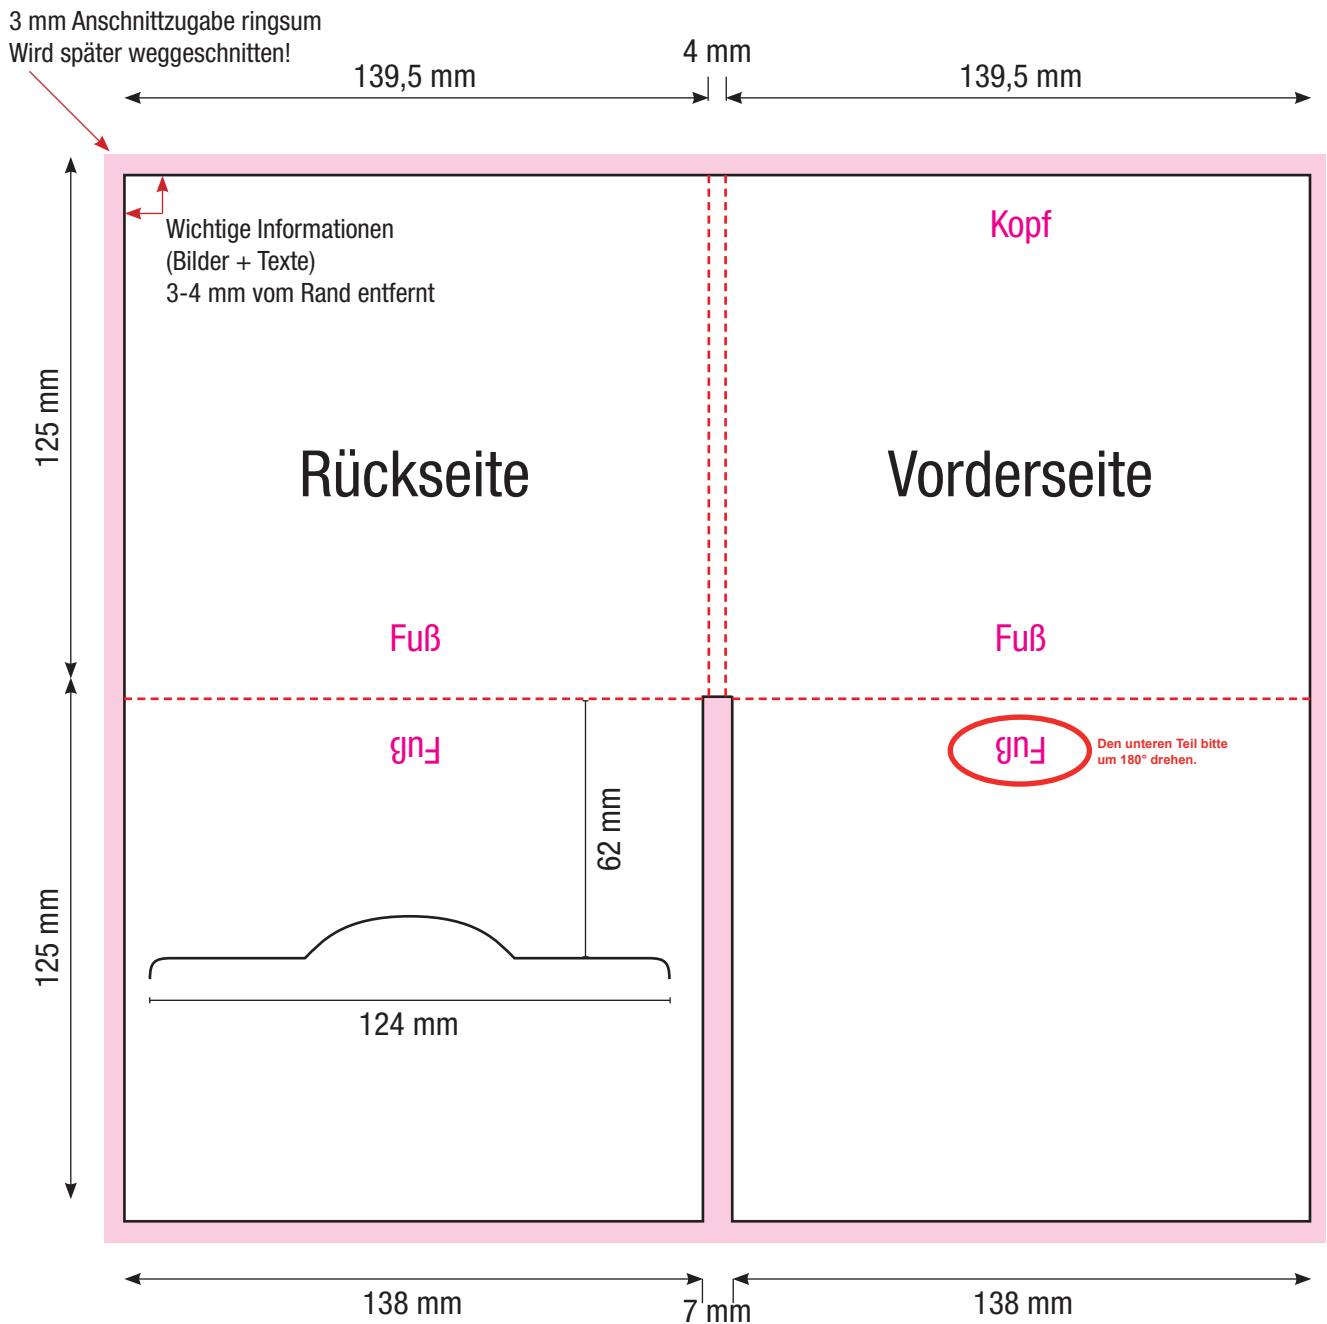 3 mm Anschnittzugabe ringsum
Wird später weggeschnitten!
139,5 mm
4 mm
139,5 mm
Wichtige Informationen
(Bilder + Texte)
3-4 mm vom Rand entfernt
Kopf
125 mm
Rückseite
Vorderseite
Fuß
Fuß
Fuß
Fuß
Den unteren Teil bitte
um 180° drehen.
62 mm
125 mm
124 mm
138 mm
7 mm
138 mm